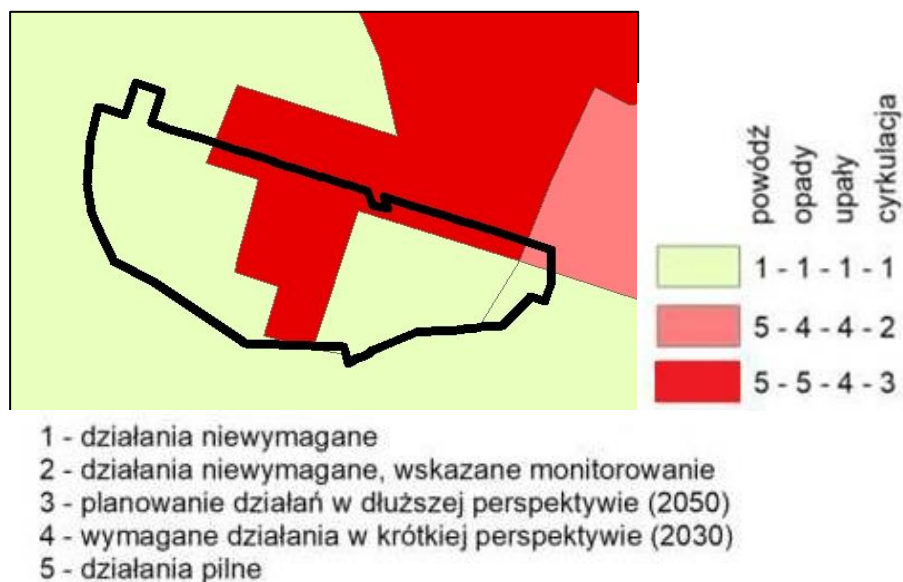 powódź
opady
upały
cyrkulacja
1 - 1 - 1 - 1
5 - 4 - 4 - 2
5 - 5 - 4 - 3
1 - działania niewymagane
2 - działania niewymagane, wskazane monitorowanie
3 - planowanie działań w dłuższej perspektywie (2050)
4 - wymagane działania w krótkiej perspektywie (2030)
5 - działania pilne